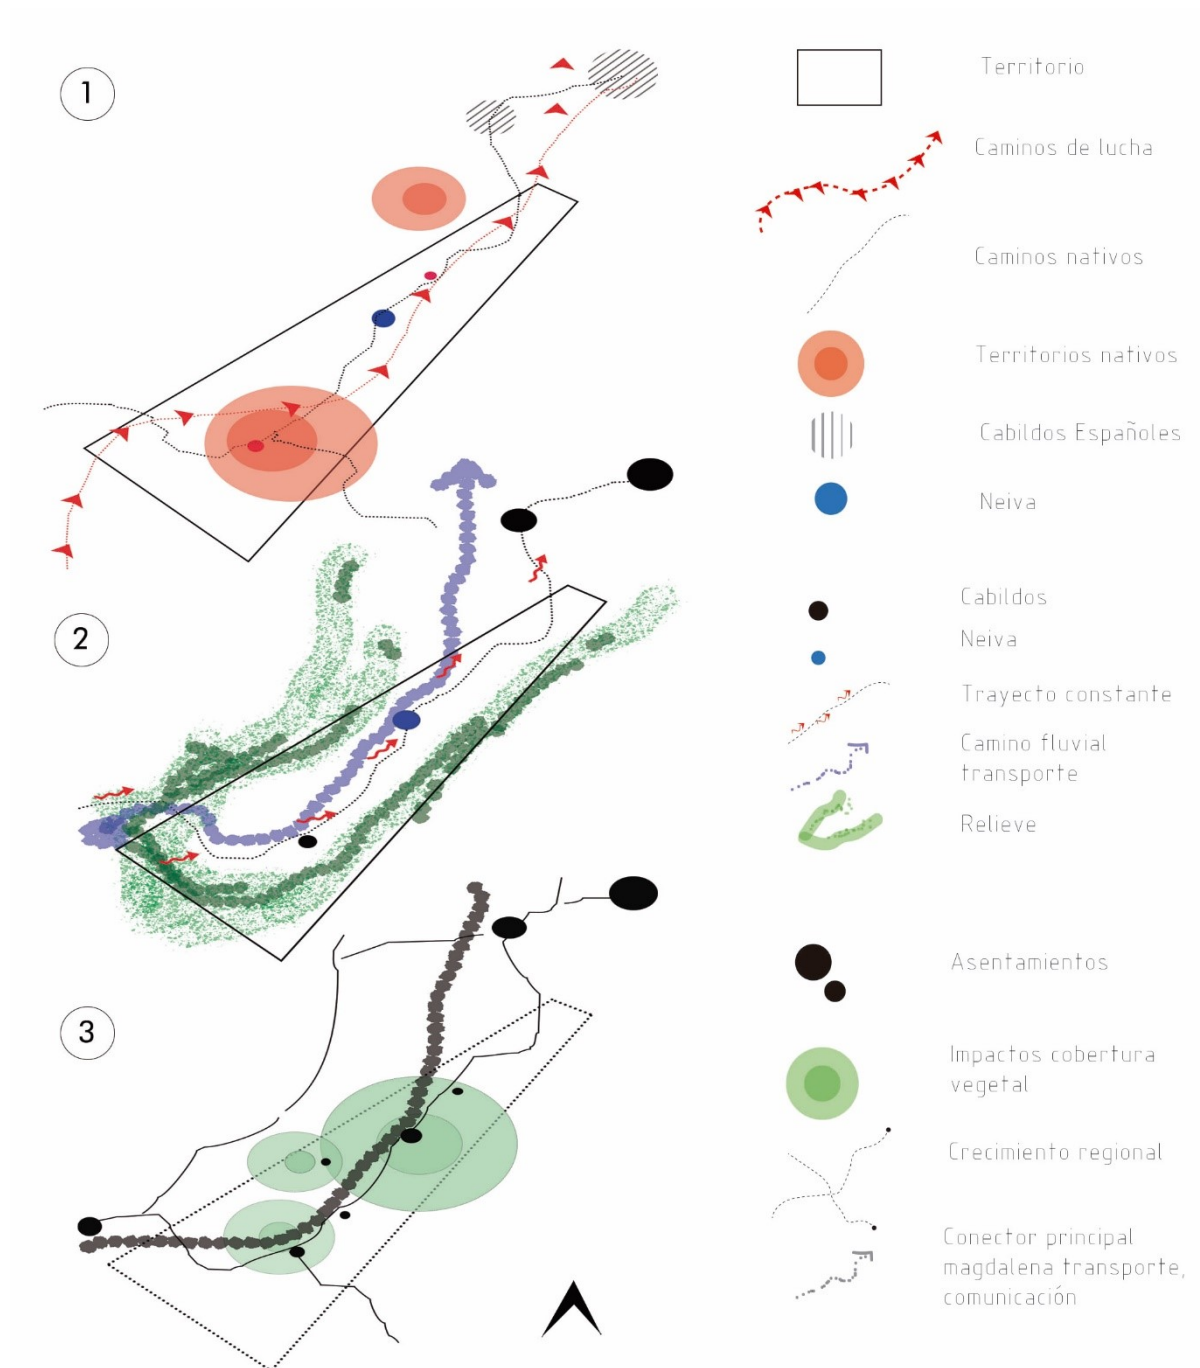 1
Territorio
Caminos de lucha
Caminos nativos
Territorios nativos
Cabildos Españoles
Neiva
2
Cabildos
Neiva
Trayecto constante
Camino fluvial
transporte
Relieve
3
Asentamientos
Impactos cobertura
vegetal
Crecimiento regional
Conector principal
magdalena transporte,
comunicación